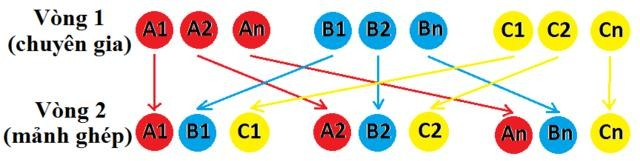 Vòng 1
(chuyên gia)
A1 A2 An B1 B2 Bn C1 C2 Cn
Vòng 2
(mảnh ghép)
A1 B1 C1 A2 B2 C2 An Bn Cn